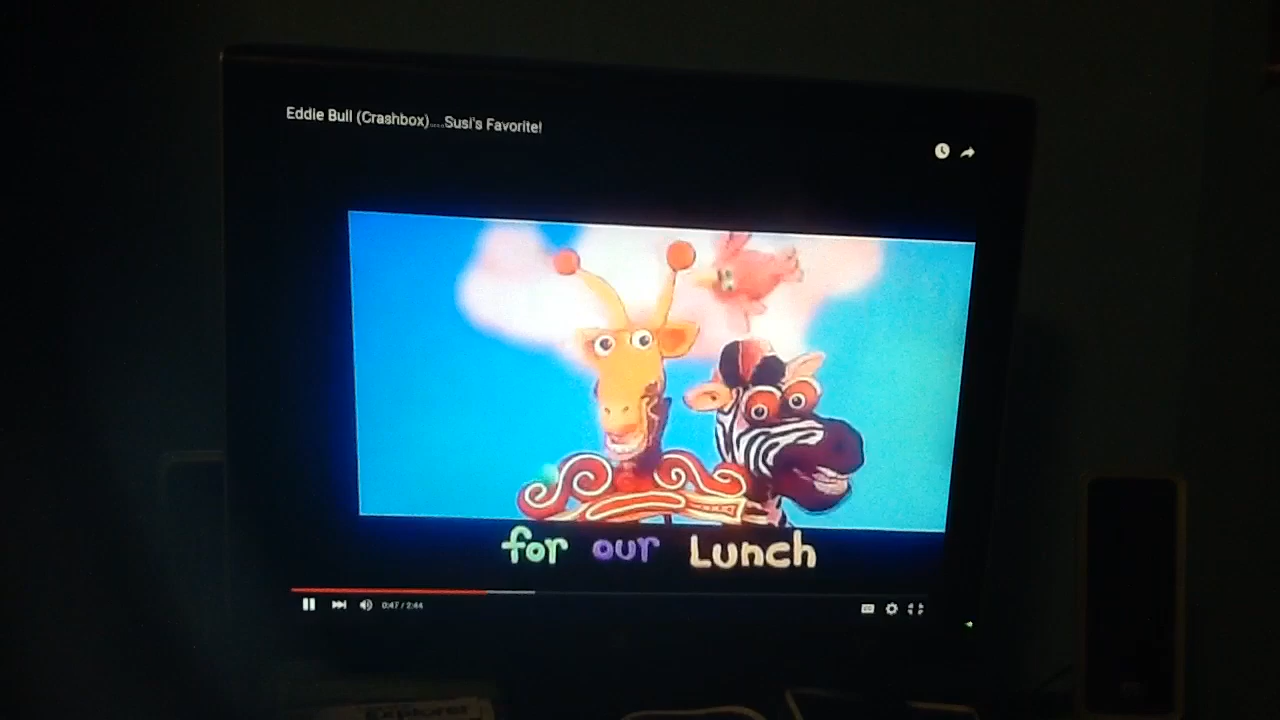 Eddie Bull (Crashbox).....Susi's Favorite!
for our Lunch
0:47 / 2:44